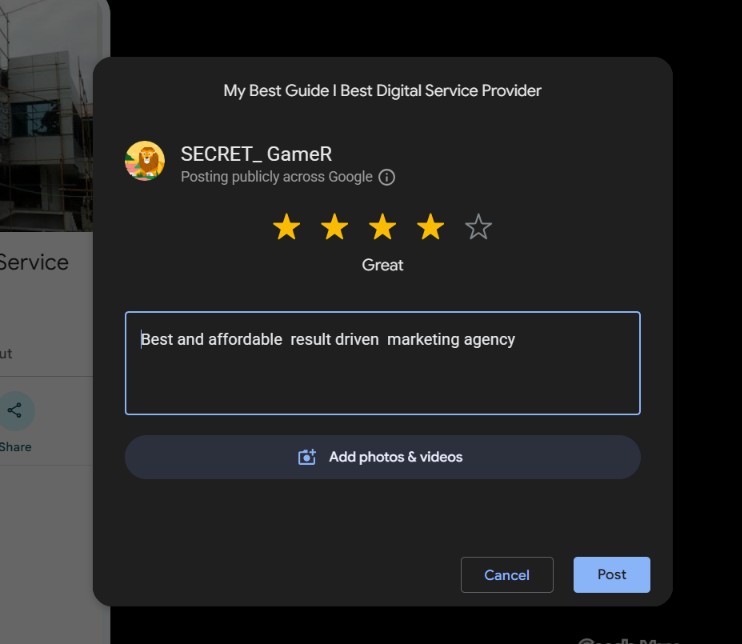 My Best Guide | Best Digital Service Provider
SECRET_ GameR
Posting publicly across Google
Service
Great
Best and affordable  result driven  marketing agency
ut
Share
Add photos & videos
Cancel
Post